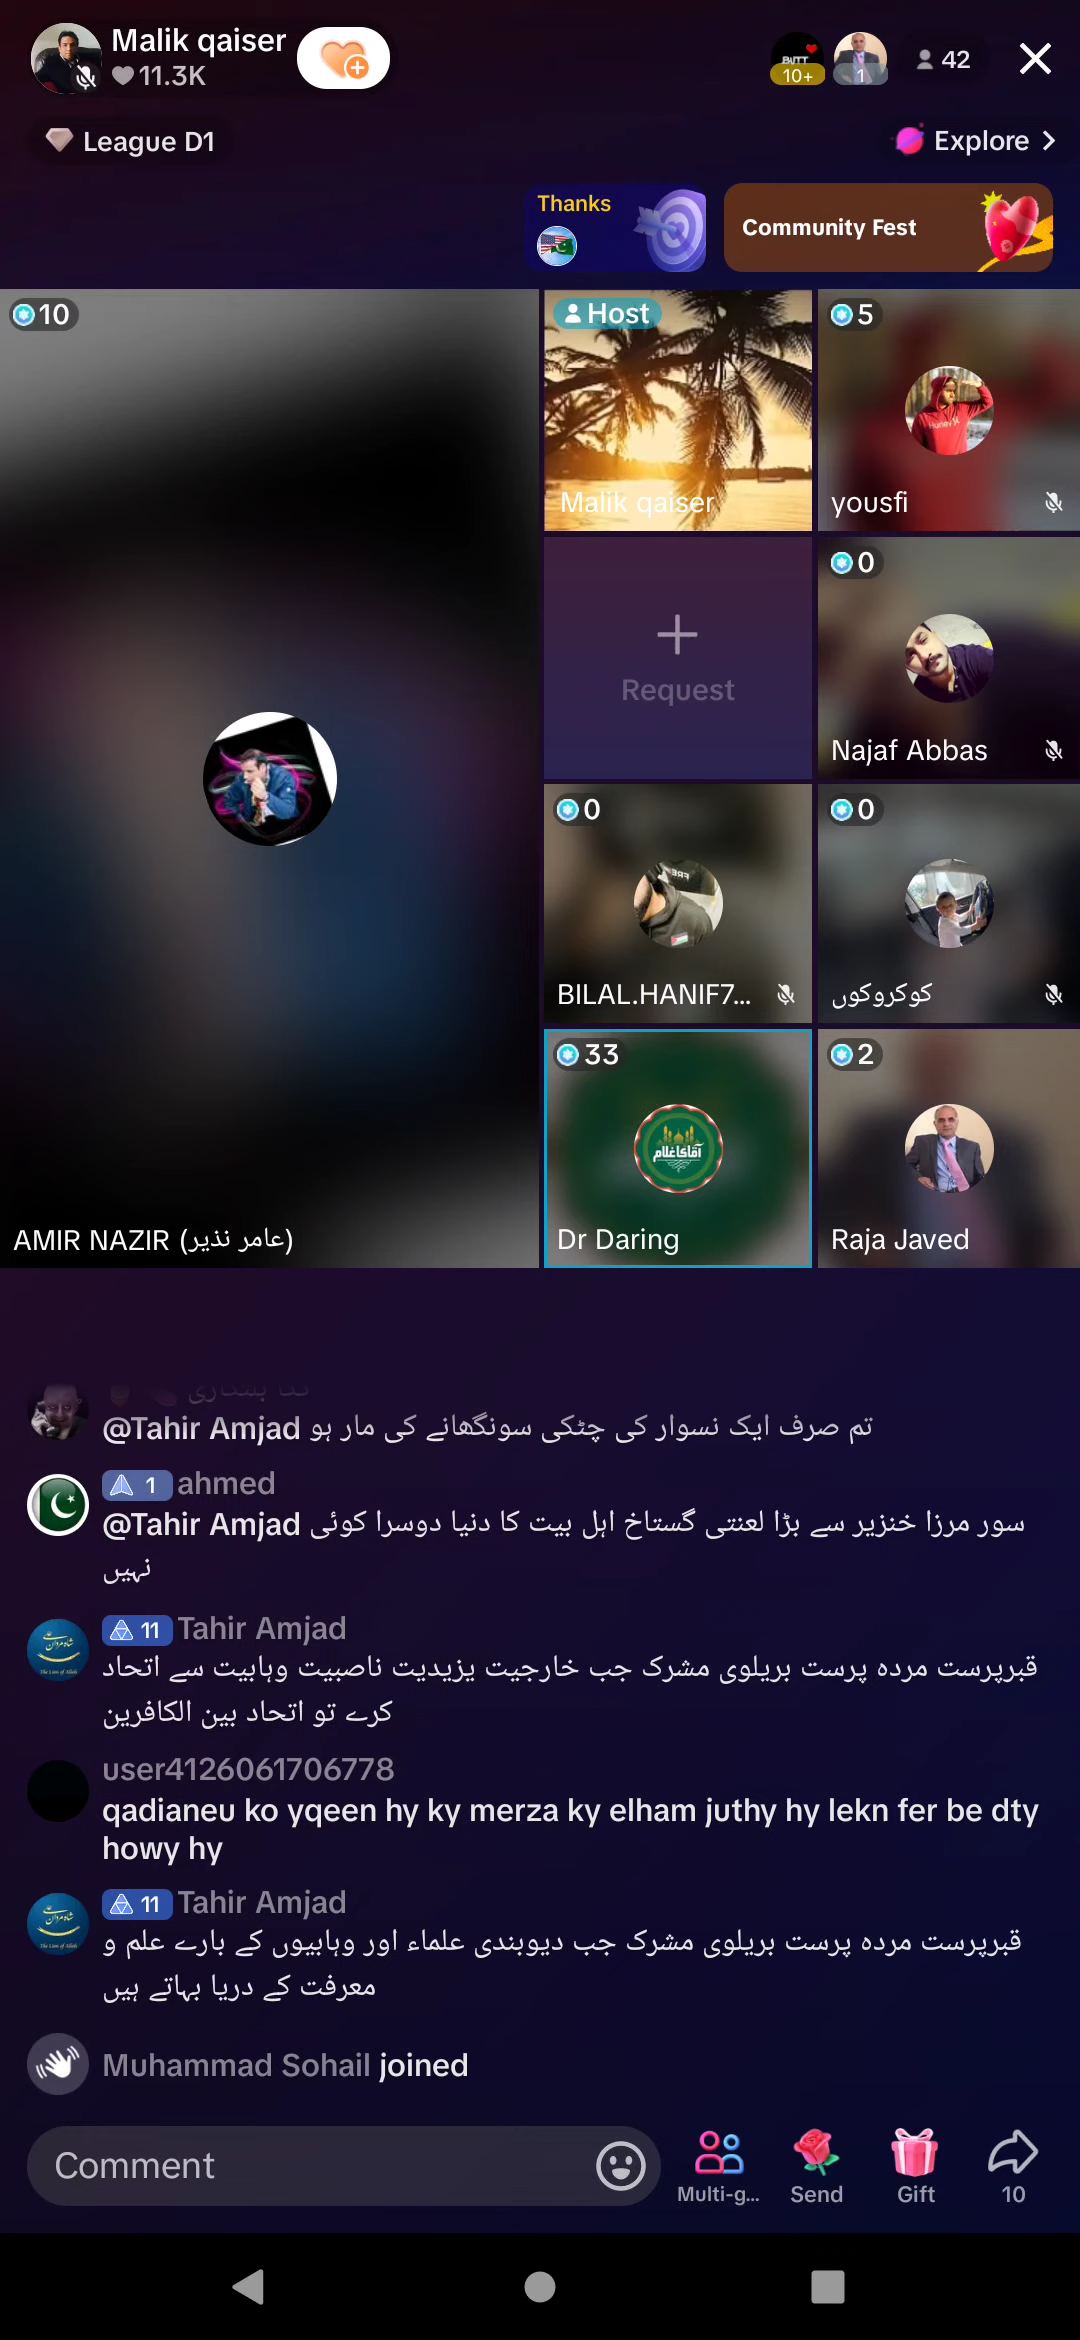 Malik qaiser
11.3K
BUTT
10+
1
42
League D1
Explore
Thanks
Community Fest
10
Host
Malik qaiser
5
Hurley
yousfi
Request
0
Najaf Abbas
0
BILAL.HANIF7...
0
کوکروکوں
33
آقا کا غلام
Dr Daring
2
Raja Javed
AMIR NAZIR (عامر نذیر)
@Tahir Amjad تم صرف ایک نسوار کی چٹکی سونگھانے کی مار ہو
1 ahmed
@Tahir Amjad سور مرزا خنزیر سے بڑا لعنتی گستاخ اہل بیت کا دنیا دوسرا کوئی
نہیں
11 Tahir Amjad
قبرپرست مردہ پرست بریلوی مشرک جب خارجیت یزیدیت ناصبیت وہابیت سے اتحاد
کرے تو اتحاد بین الکافرین
user4126061706778
qadianeu ko yqeen hy ky merza ky elham juthy hy lekn fer be dty
howy hy
11 Tahir Amjad
قبرپرست مردہ پرست بریلوی مشرک جب دیوبندی علماء اور وہابیوں کے بارے علم و
معرفت کے دریا بہاتے ہیں
Muhammad Sohail joined
Comment
Multi-g...
Send
Gift
10